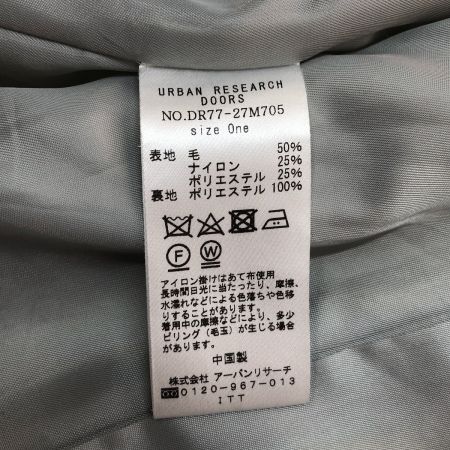 URBAN RESEARCH
DOORS
NO.DR77-27M705
size One
表地 毛 50%
ナイロン 25%
ポリエステル 25%
裏地 ポリエステル 100%
F W
アイロン掛けはあて布使用
長時間日光に当たったり、摩擦、
水濡れなどによる色落ちや色移
りすることがあります。
着用中の摩擦などにより、多少
ピリング(毛玉)が生じる場合
があります。
中国製
株式会社 アーバンリサーチ
0120-967-013
ITT